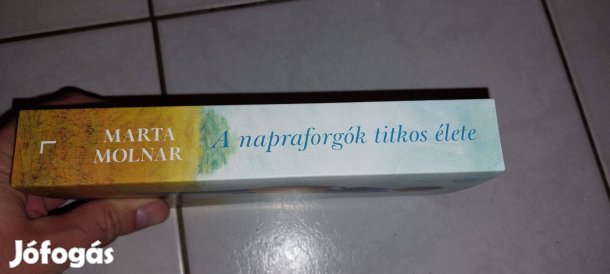 MARTA
MOLNAR
A napraforgók titkos élete
Jófogás